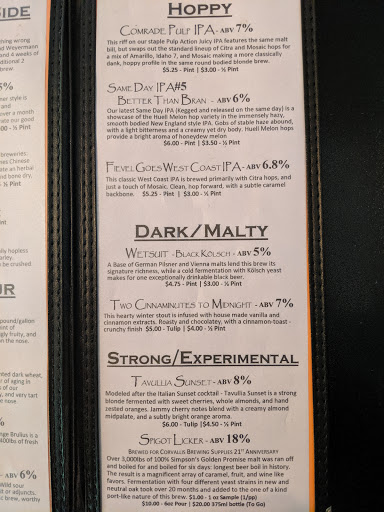 HOPPY
COMRADE PULP IPA - ABV 7%
This riff on our staple Pulp Action Juicy IPA features the same malt
bill, but swaps out the standard lineup of Citra and Mosaic hops for
a mix of Amarillo, Idaho 7, and Mosaic making a more classically
dank, hoppy profile in the same round bodied blonde brew.
$5.25 - Pint | $3.00 - ½ Pint
SAME DAY IPA#5
BETTER THAN BRAN - ABV 6%
Our latest Same Day IPA (Kegged and released on the same day) is a
showcase of the Huell Melon hop variety in the immensely hazy,
smooth bodied New England style IPA. Gobs of stable haze abound,
with a light bitterness and a creamy yet dry body. Huell Melon hops
provide a bright aroma of honeydew melon
$6.00 - Pint | $3.50 - ½ Pint
FIEVEL GOES WEST COAST IPA - ABV 6.8%
This classic West Coast IPA is brewed primarily with Citra hops, and
just a touch of Mosaic. Clean, hop forward, with a subtle caramel
backbone. $5.25 - Pint | $3.00 - ½ Pint
DARK/MALTY
WETSUIT - BLACK KÖLSCH - ABV 5%
A Base of German Pilsner and Vienna malts lend this brew its
signature richness, while a cold fermentation with Kölsch yeast
makes for one exceptionally drinkable black beer.
$4.75 - Pint | $3.00 - ½ Pint
TWO CINNAMINUTES TO MIDNIGHT - ABV 7%
This hearty winter stout is infused with house made vanilla and
cinnamon extracts. Roasty and chocolatey, with a cinnamon-toast-
crunchy finish $5.00 - Tulip | $4.00 - ½ Pint
STRONG/EXPERIMENTAL
TAVULLIA SUNSET - ABV 8%
Modeled after the Italian Sunset cocktail - Tavullia Sunset is a strong
blonde fermented with sweet cherries, whole almonds, and hand
zested oranges. Jammy cherry notes blend with a creamy almond
midpalate, and a subtly bright orange aroma.
$6.00 - Tulip |$4.50 - ½ Pint
SPIGOT LICKER - ABV 18%
BREWED FOR CORVALLIS BREWING SUPPLIES 21ST ANNIVERSARY
Over 3,000lbs of 100% Simpson's Golden Promise malt was ran off
and boiled for and boiled for six days: longest beer boil in history.
The result is a magnificent array of caramel, fruit, and wine like
flavors. Fermentation with four different yeast strains in new and
neutral oak took over 20 months and added to the one of a kind
port-like nature of this brew. $1.00 - 1 oz Sample (1/pp)
$10.00 - 6oz Pour | $20.00 375ml bottle (To Go)